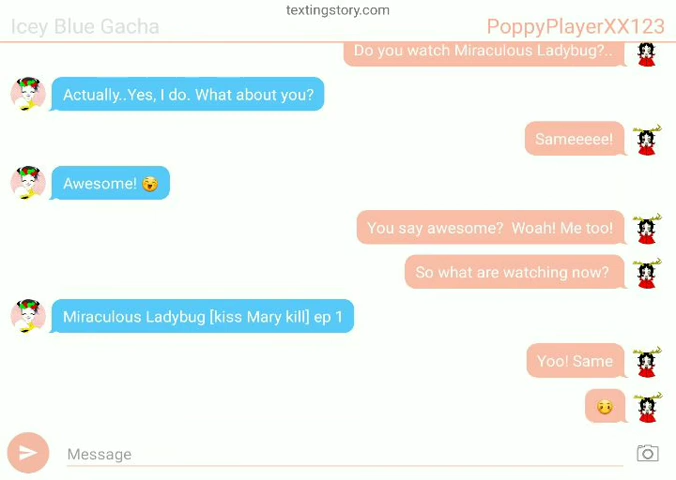 textingstory.com
Icey Blue Gacha
PoppyPlayerXX123
Do you watch Miraculous Ladybug?..
Actually..Yes, I do. What about you?
Sameeeee!
Awesome! 😲
You say awesome?  Woah! Me too!
So what are watching now?
Miraculous Ladybug [kiss Mary kill] ep 1
Yoo! Same
Message